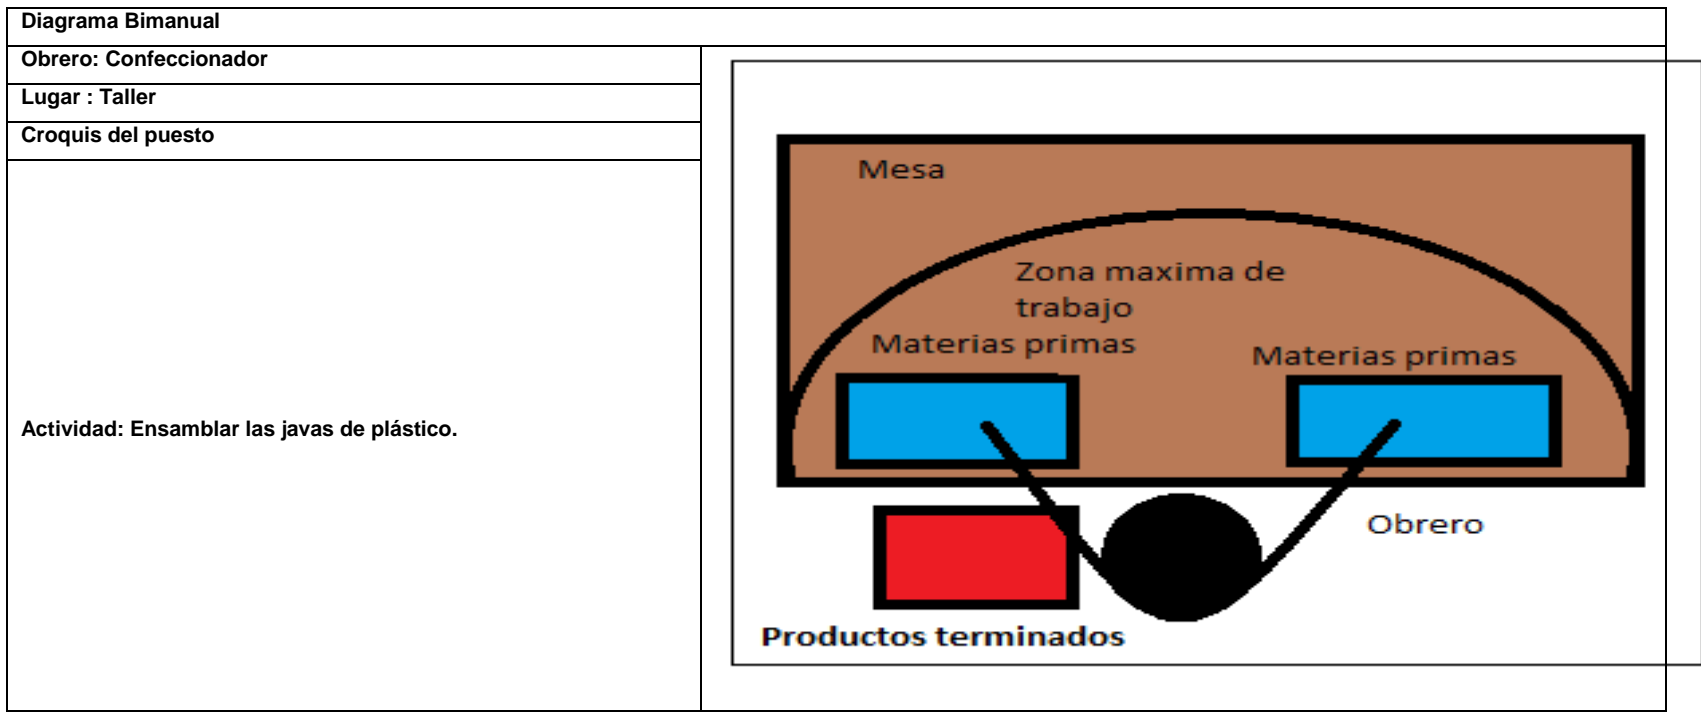 Diagrama Bimanual
Obrero: Confeccionador
Lugar : Taller
Croquis del puesto
Actividad: Ensamblar las javas de plástico.
Mesa
Zona maxima de
trabajo
Materias primas
Materias primas
Obrero
Productos terminados